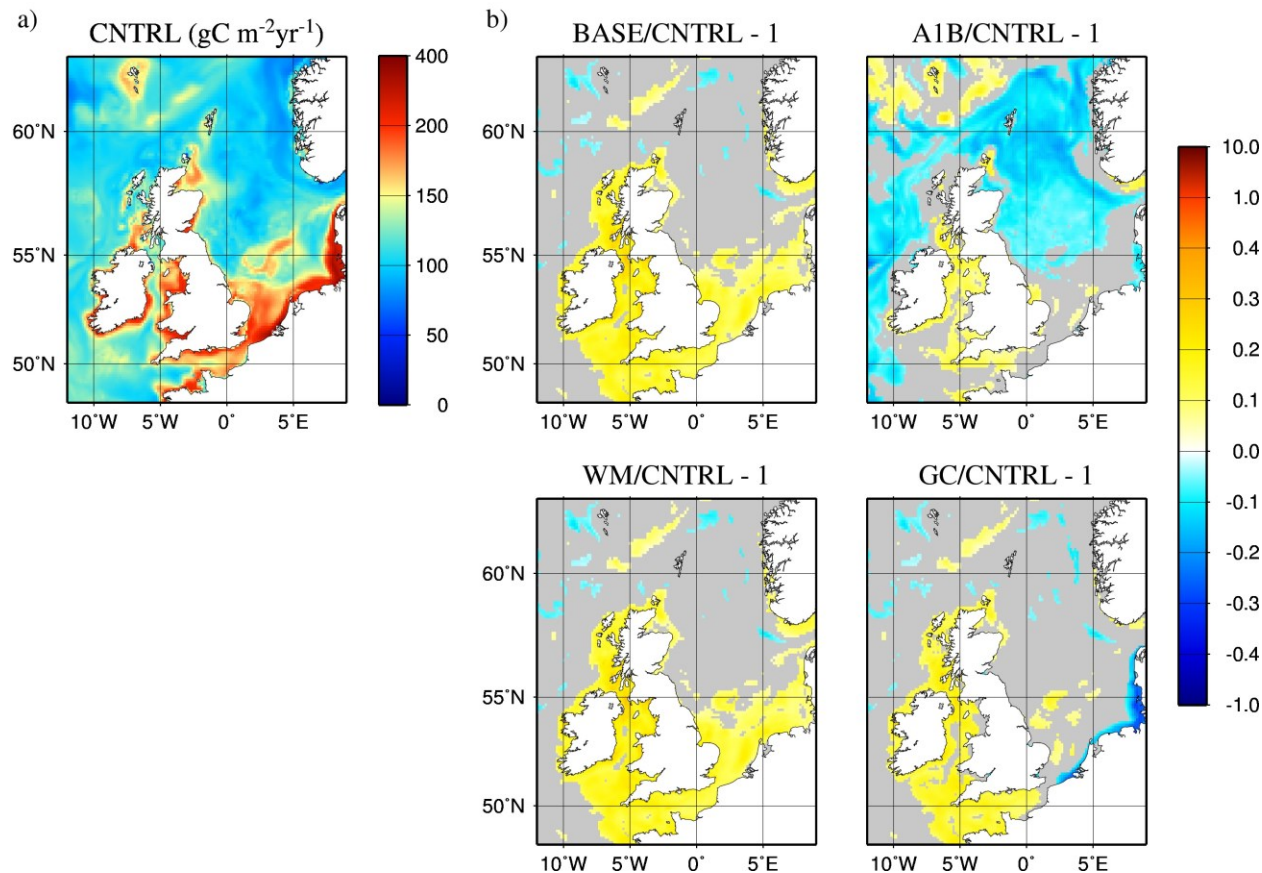 a)
CNTRL (gC m⁻²yr⁻¹)
60˚N
55˚N
50˚N
10˚W 5˚W 0˚ 5˚E
400
200
150
100
50
0
b)
BASE/CNTRL - 1
60˚N
55˚N
50˚N
10˚W 5˚W 0˚ 5˚E
A1B/CNTRL - 1
10˚W 5˚W 0˚ 5˚E
WM/CNTRL - 1
60˚N
55˚N
50˚N
10˚W 5˚W 0˚ 5˚E
GC/CNTRL - 1
10˚W 5˚W 0˚ 5˚E
10.0
1.0
0.4
0.3
0.2
0.1
0.0
-0.1
-0.2
-0.3
-0.4
-1.0